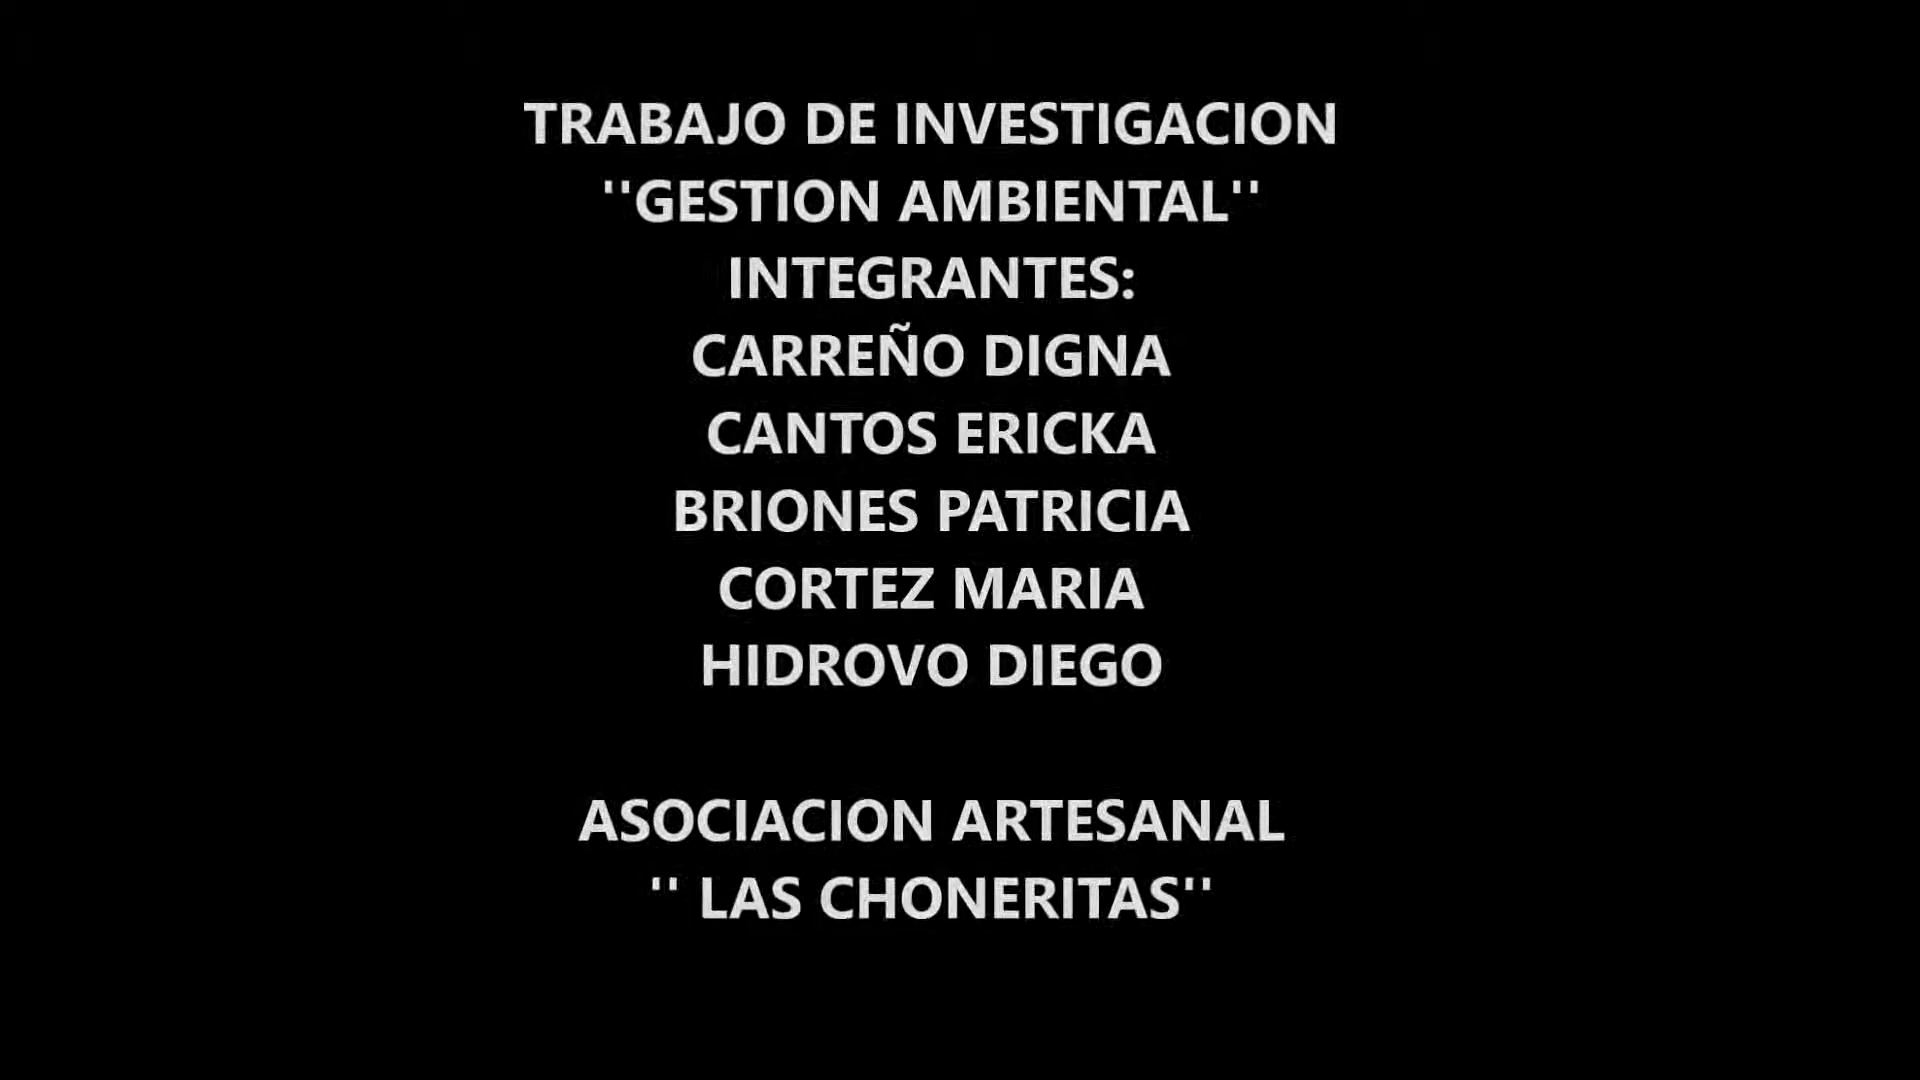 TRABAJO DE INVESTIGACION
''GESTION AMBIENTAL''
INTEGRANTES:
CARREÑO DIGNA
CANTOS ERICKA
BRIONES PATRICIA
CORTEZ MARIA
HIDROVO DIEGO
ASOCIACION ARTESANAL
'' LAS CHONERITAS''